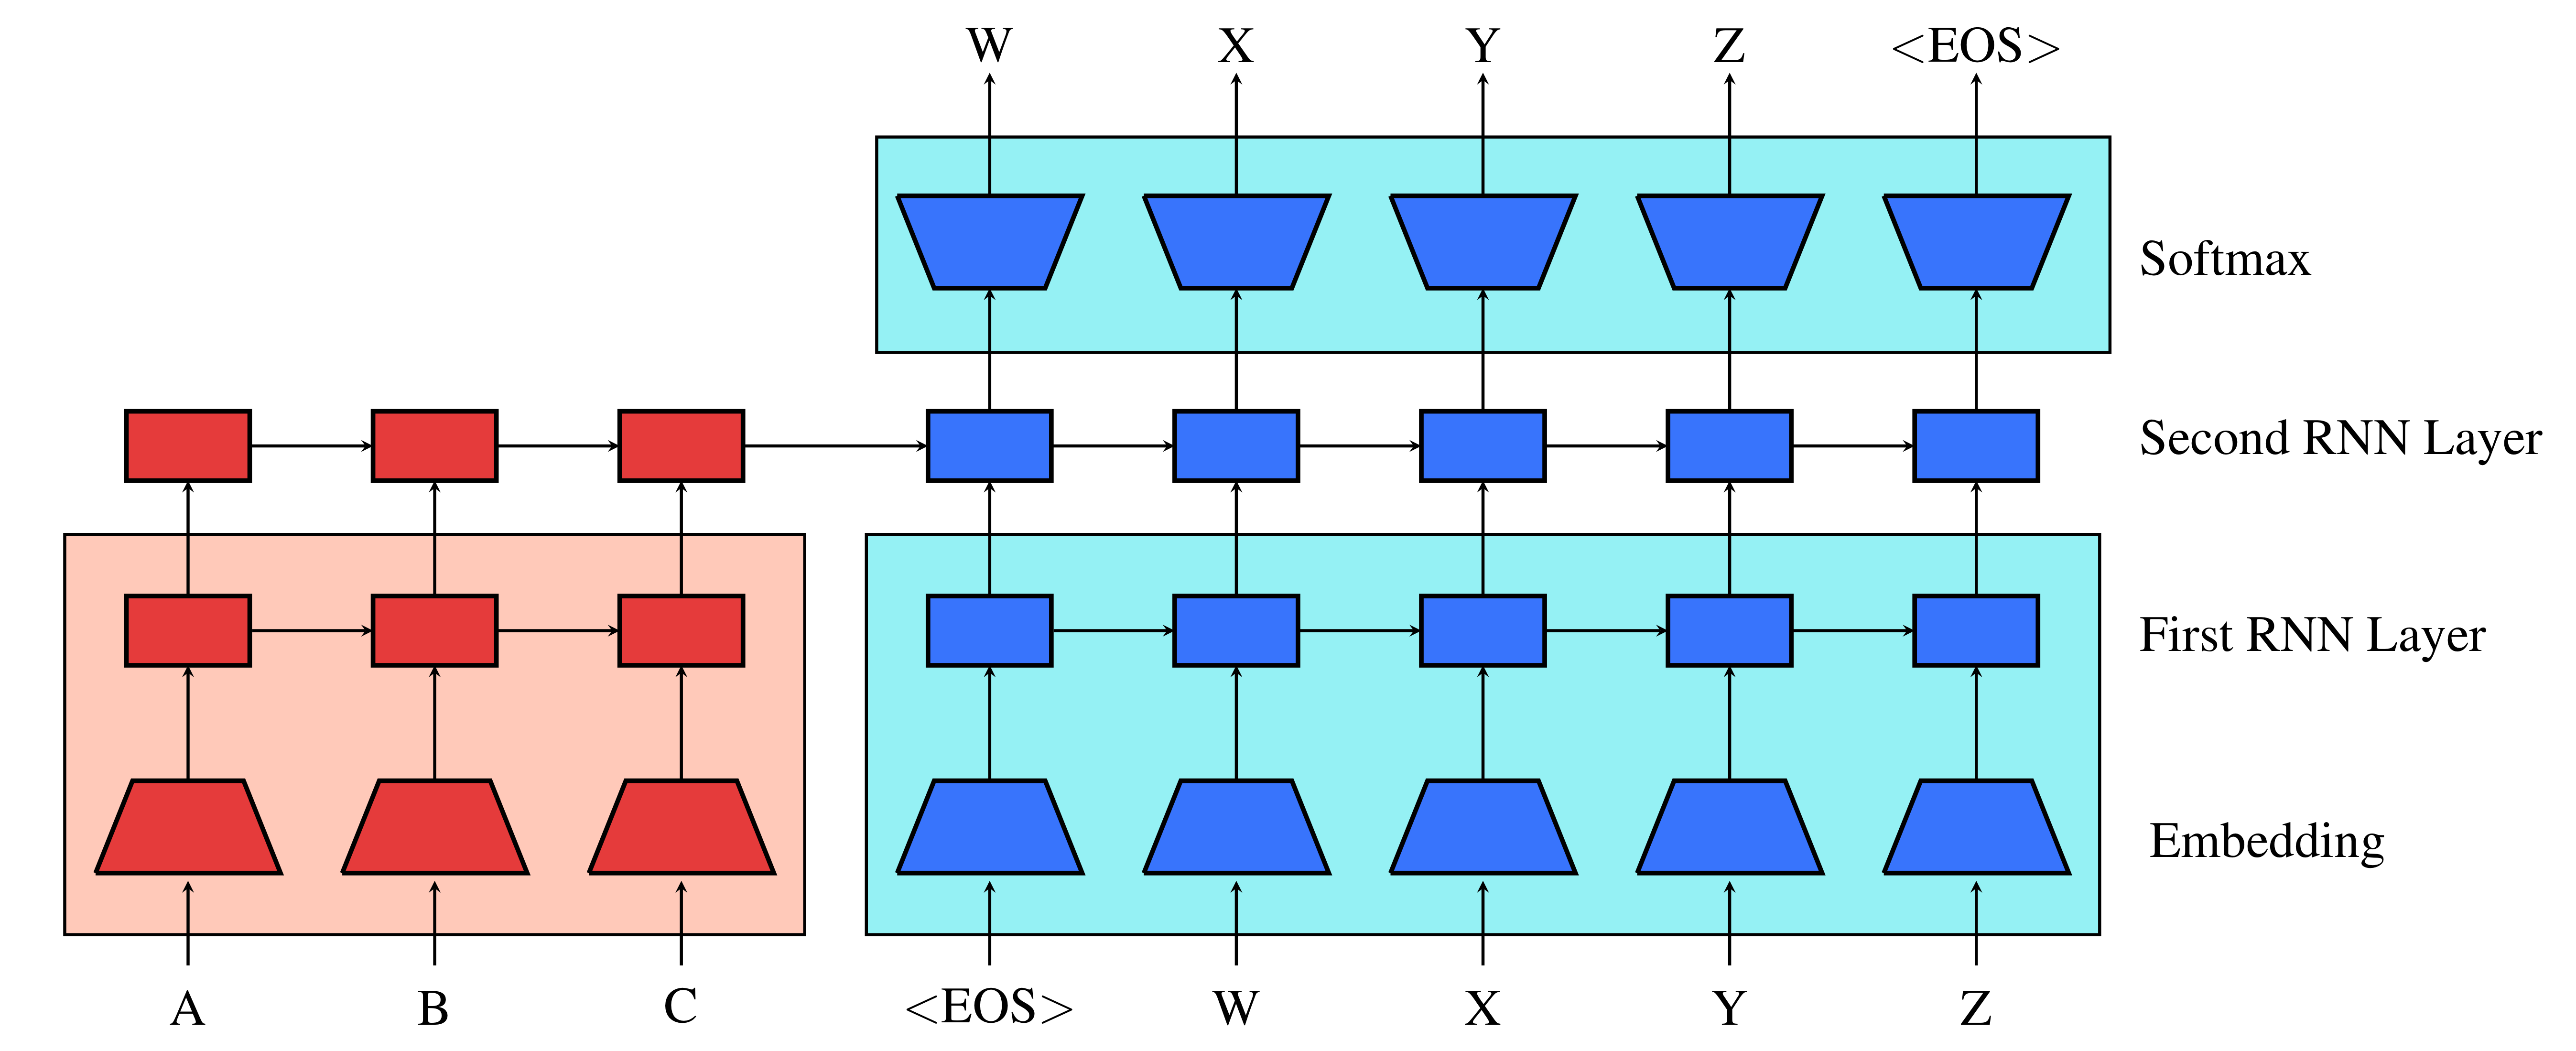 W X Y Z <EOS>
Softmax
Second RNN Layer
First RNN Layer
Embedding
A B C <EOS> W X Y Z